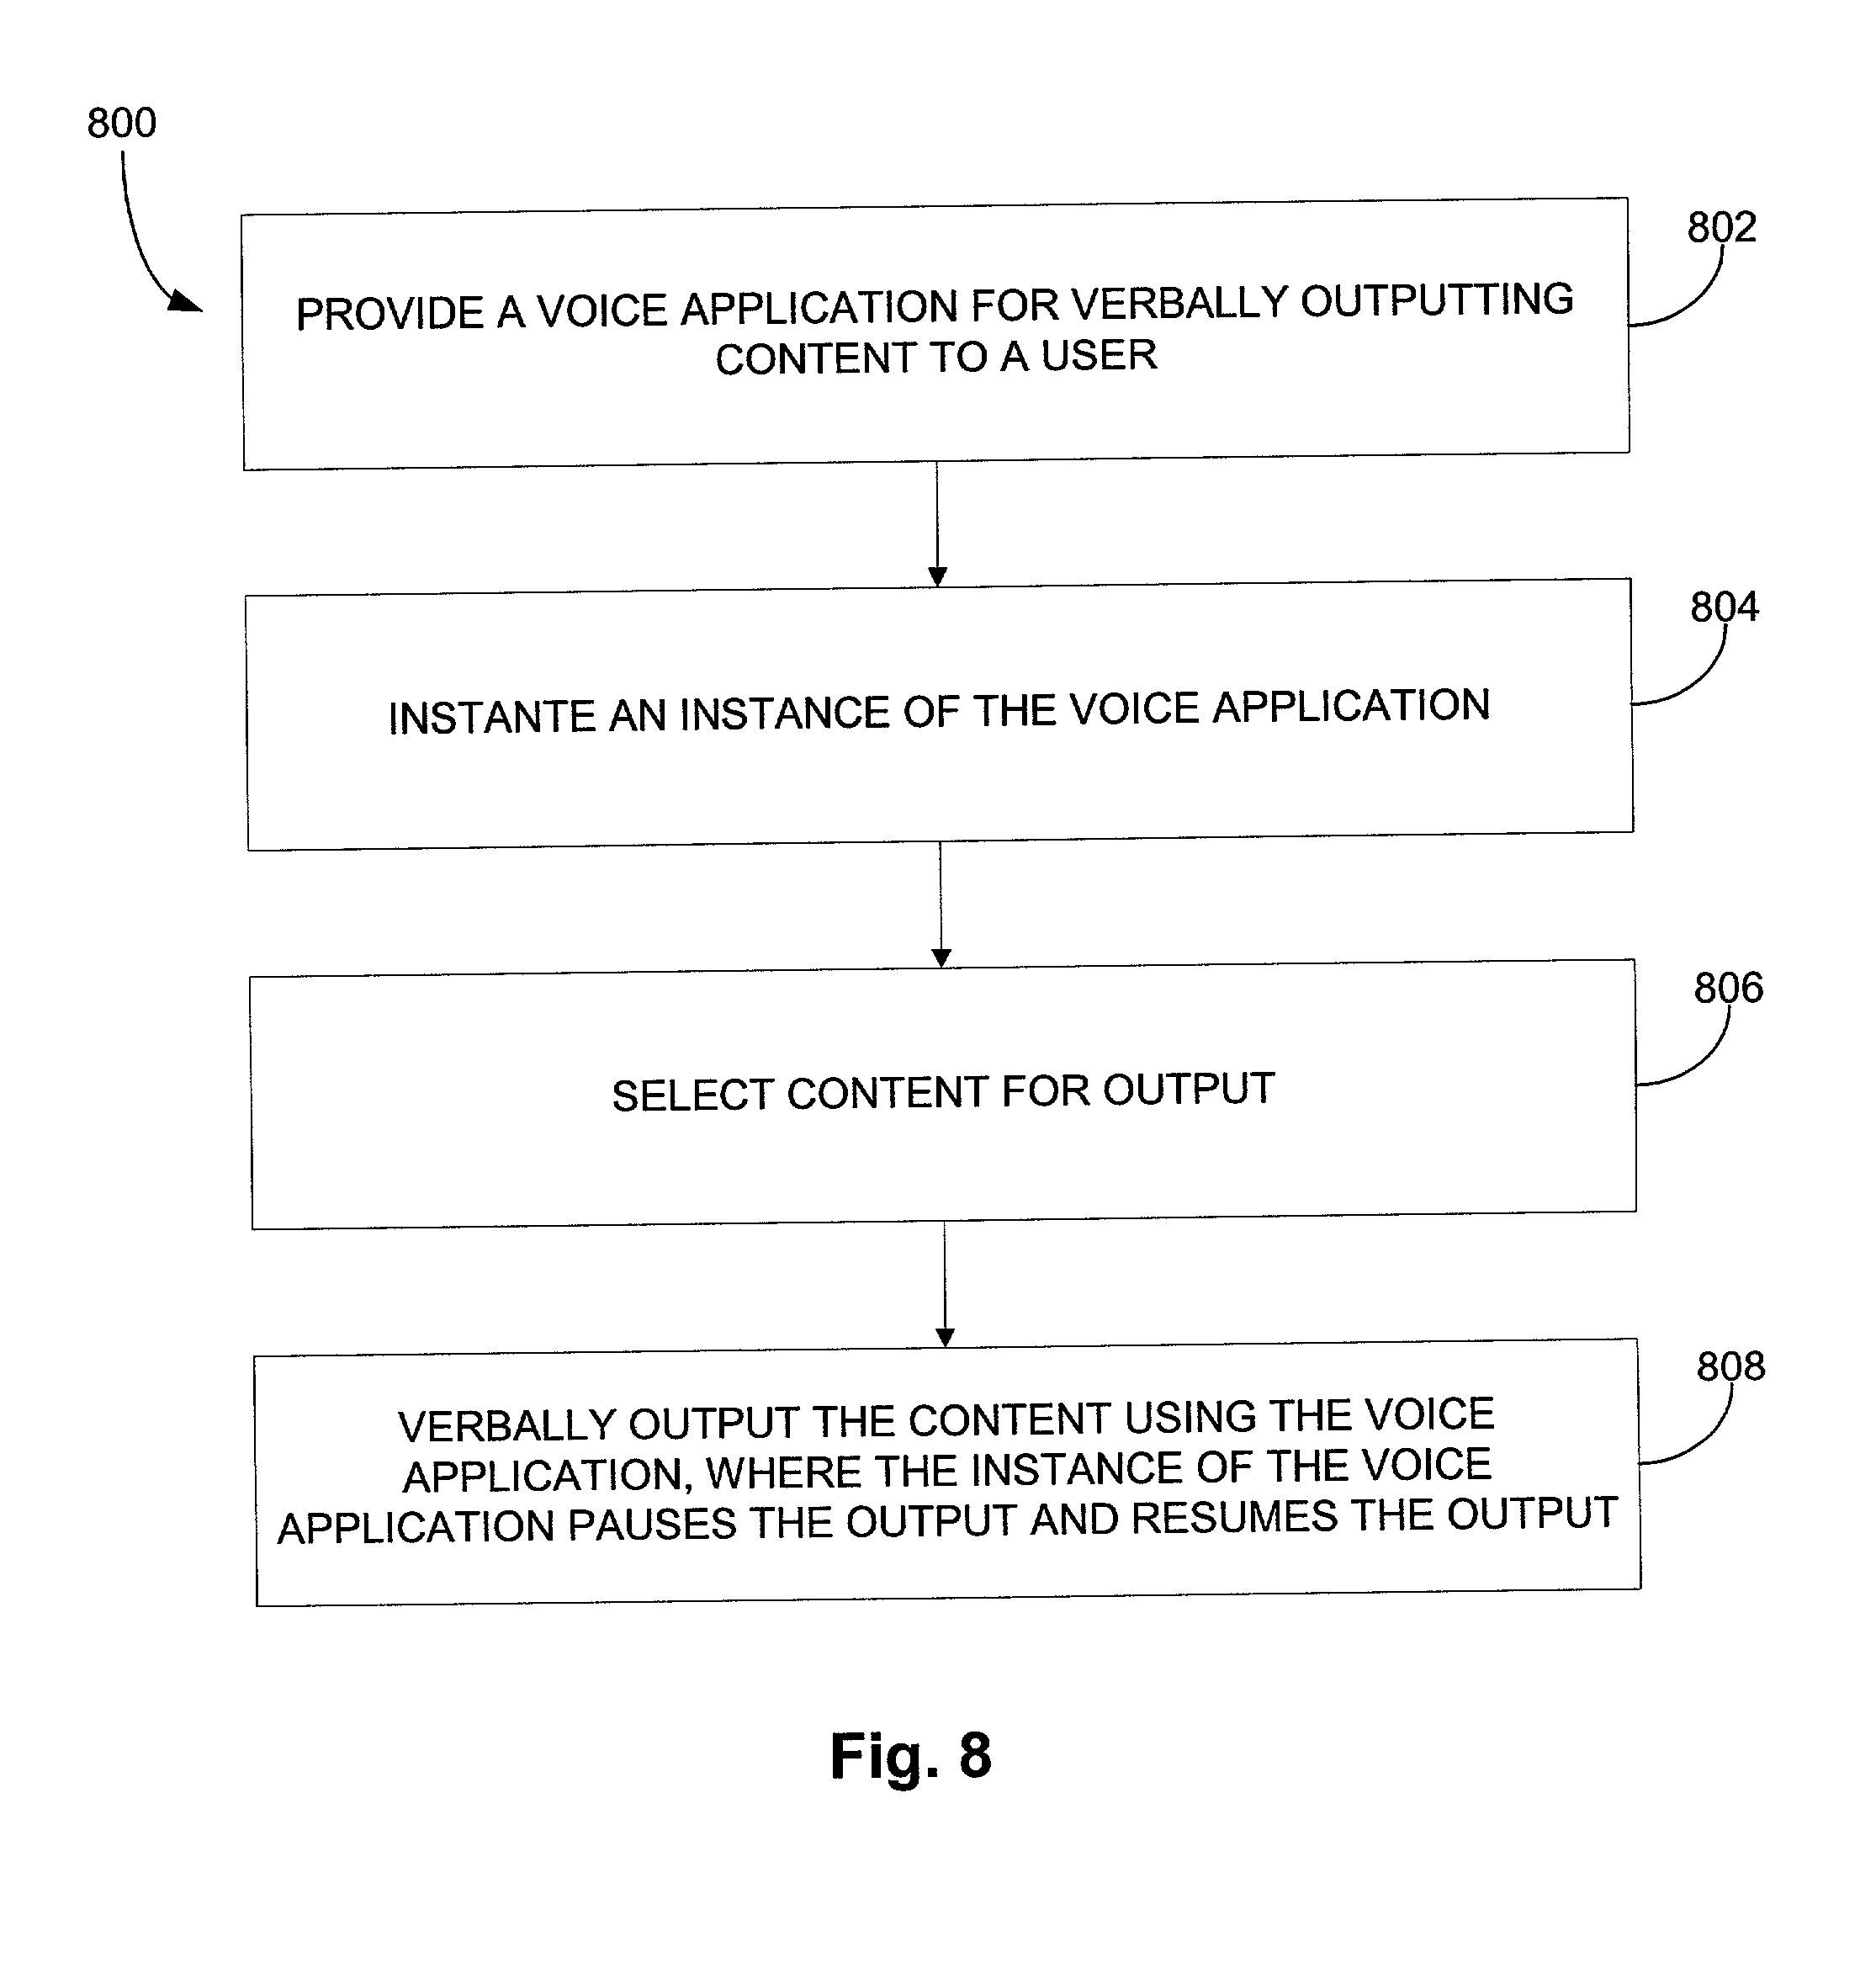 800
802
PROVIDE A VOICE APPLICATION FOR VERBALLY OUTPUTTING
CONTENT TO A USER
804
INSTANTE AN INSTANCE OF THE VOICE APPLICATION
806
SELECT CONTENT FOR OUTPUT
808
VERBALLY OUTPUT THE CONTENT USING THE VOICE
APPLICATION, WHERE THE INSTANCE OF THE VOICE
APPLICATION PAUSES THE OUTPUT AND RESUMES THE OUTPUT
Fig. 8